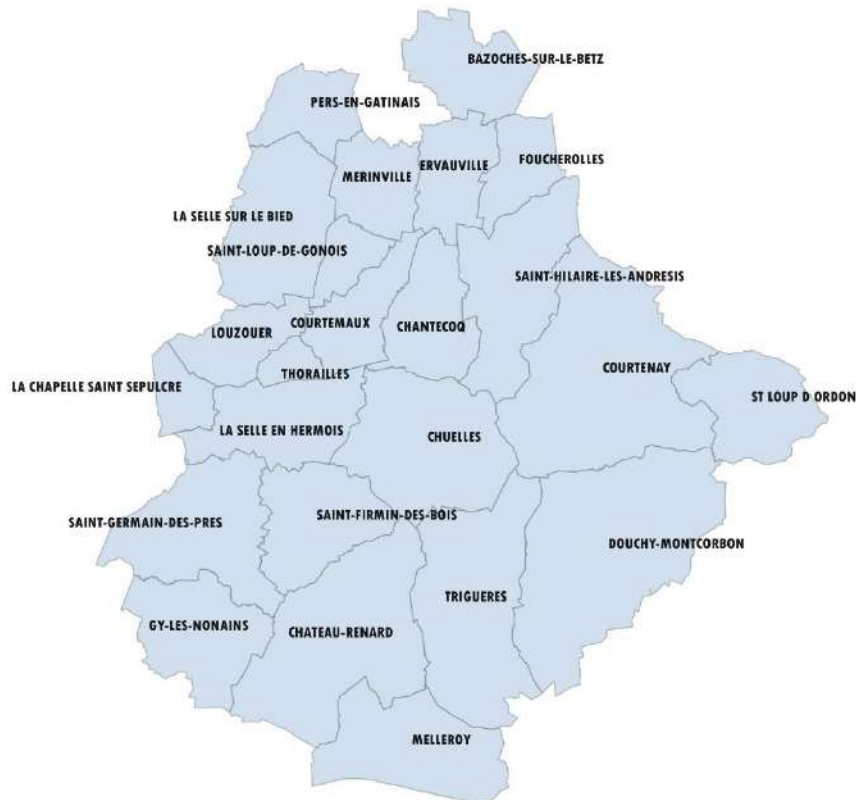 BAZOCHES-SUR-LE-BETZ
PERS-EN-GATINAIS
ERVAUVILLE
FOUCHEROLLES
MERINVILLE
LA SELLE SUR LE BIED
SAINT-LOUP-DE-GONOIS
SAINT-HILAIRE-LES-ANDRESIS
COURTEMAUX
CHANTECOQ
LOUZOUER
THORAILLES
COURTENAY
LA CHAPELLE SAINT SEPULCRE
ST LOUP D ORDON
LA SELLE EN HERMOIS
CHUELLES
SAINT-GERMAIN-DES-PRES
SAINT-FIRMIN-DES-BOIS
DOUCHY-MONTCORBON
TRIGUERES
GY-LES-NONAINS
CHATEAU-RENARD
MELLEROY